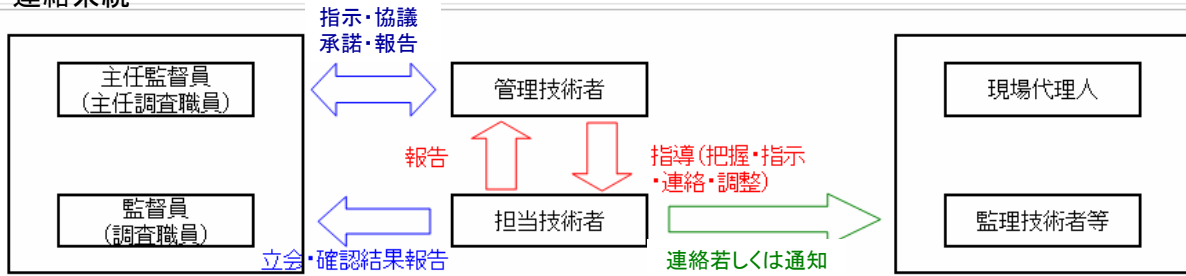 連絡系統
指示・協議
承諾・報告
主任監督員
(主任調査職員)
管理技術者
現場代理人
報告
指導(把握・指示
・連絡・調整)
監督員
(調査職員)
担当技術者
監理技術者等
立会・確認結果報告
連絡若しくは通知